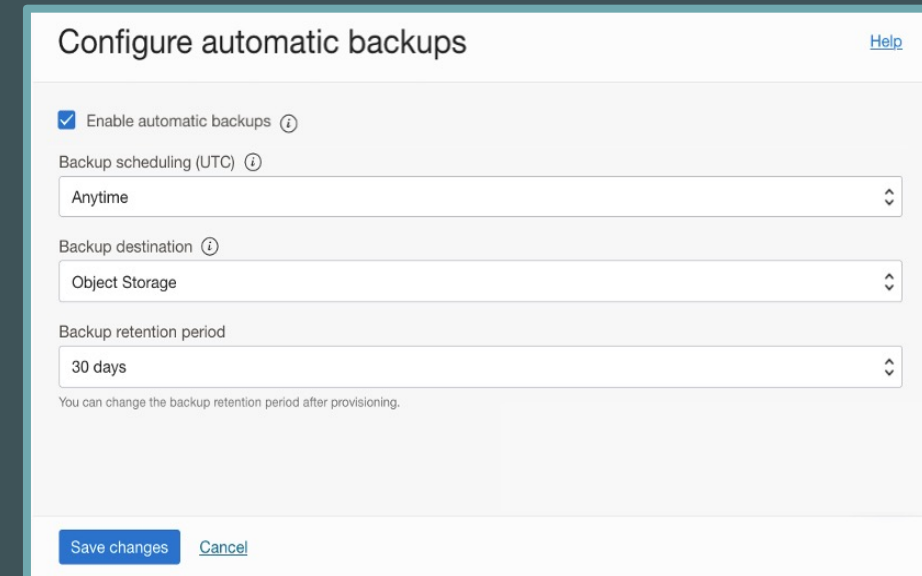 Configure automatic backups
Help
Enable automatic backups
Backup scheduling (UTC)
Anytime
Backup destination
Object Storage
Backup retention period
30 days
You can change the backup retention period after provisioning.
Save changes
Cancel